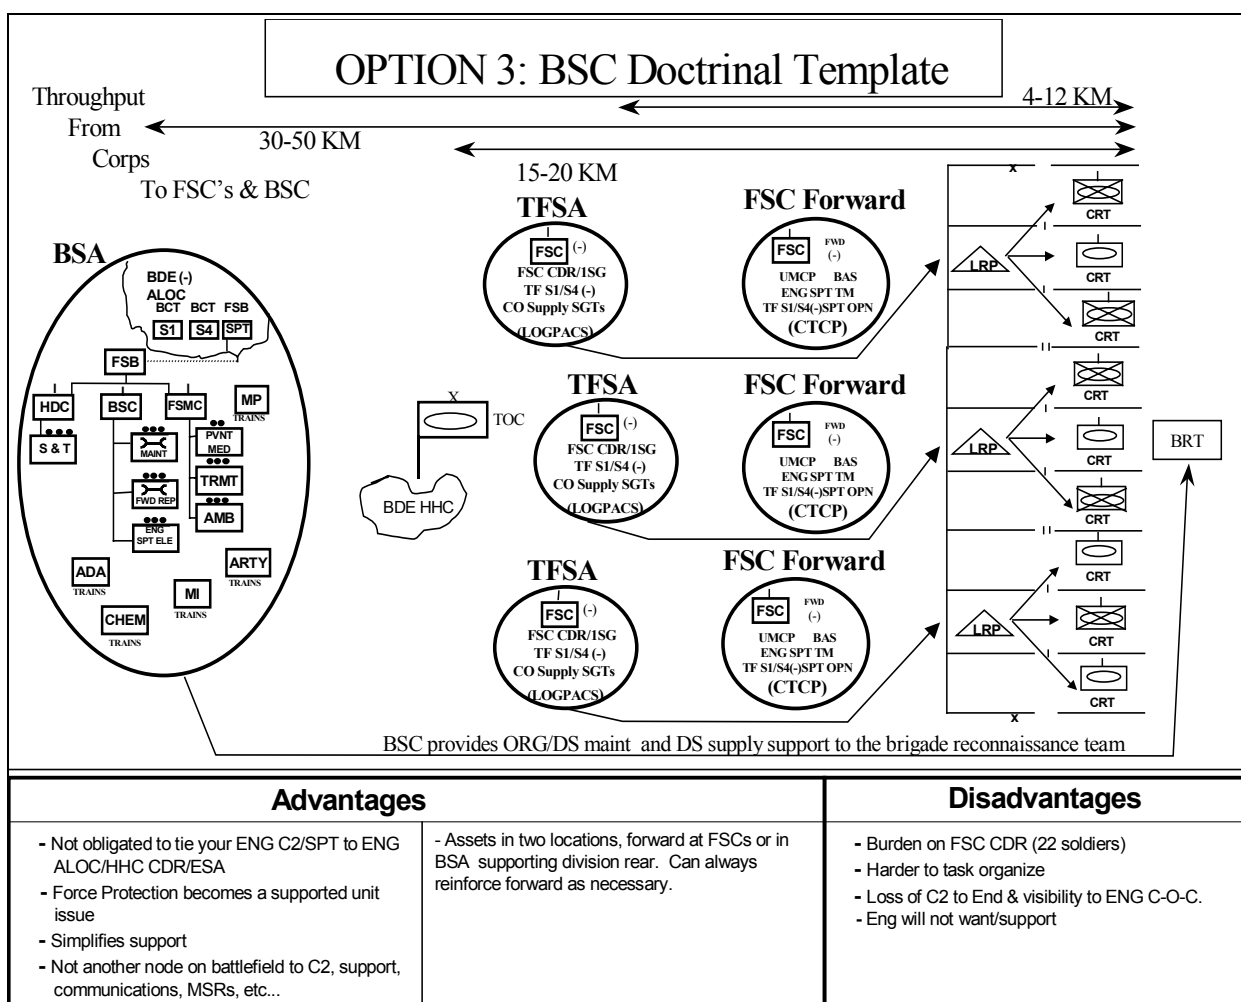 OPTION 3: BSC Doctrinal Template
Throughput
From
Corps
To FSC's & BSC
4-12 KM
30-50 KM
15-20 KM
BSA
BDE (-)
ALOC
BCT BCT FSB
S1 S4 SPT
FSB
HDC BSC FSMC
MP
TRAINS
S & T
MAINT
PVNT
MED
FWD REP
TRMT
ENG
SPT ELE
AMB
ADA
TRAINS
ARTY
TRAINS
MI
TRAINS
CHEM
TRAINS
X
TOC
BDE HHC
TFSA
FSC (-)
FSC CDR/1SG
TF S1/S4 (-)
CO Supply SGTs
(LOGPACS)
FSC Forward
FSC FWD
(-)
UMCP BAS
ENG SPT TM
TF S1/S4(-)SPT OPN
(CTCP)
TFSA
FSC (-)
FSC CDR/1SG
TF S1/S4 (-)
CO Supply SGTs
(LOGPACS)
FSC Forward
FSC FWD
(-)
UMCP BAS
ENG SPT TM
TF S1/S4(-)SPT OPN
(CTCP)
TFSA
FSC (-)
FSC CDR/1SG
TF S1/S4 (-)
CO Supply SGTs
(LOGPACS)
FSC Forward
FSC FWD
(-)
UMCP BAS
ENG SPT TM
TF S1/S4(-)SPT OPN
(CTCP)
x
I
LRP
CRT
I
CRT
I
CRT
I I
CRT
I
LRP
CRT
I
CRT
I I
CRT
I
LRP
CRT
I
CRT
x
BRT
BSC provides ORG/DS maint and DS supply support to the brigade reconnaissance team
Advantages
- Not obligated to tie your ENG C2/SPT to ENG
ALOC/HHC CDR/ESA
- Force Protection becomes a supported unit
issue
- Simplifies support
- Not another node on battlefield to C2, support,
communications, MSRs, etc...
- Assets in two locations, forward at FSCs or in
BSA supporting division rear. Can always
reinforce forward as necessary.
Disadvantages
- Burden on FSC CDR (22 soldiers)
- Harder to task organize
- Loss of C2 to End & visibility to ENG C-O-C.
- Eng will not want/support